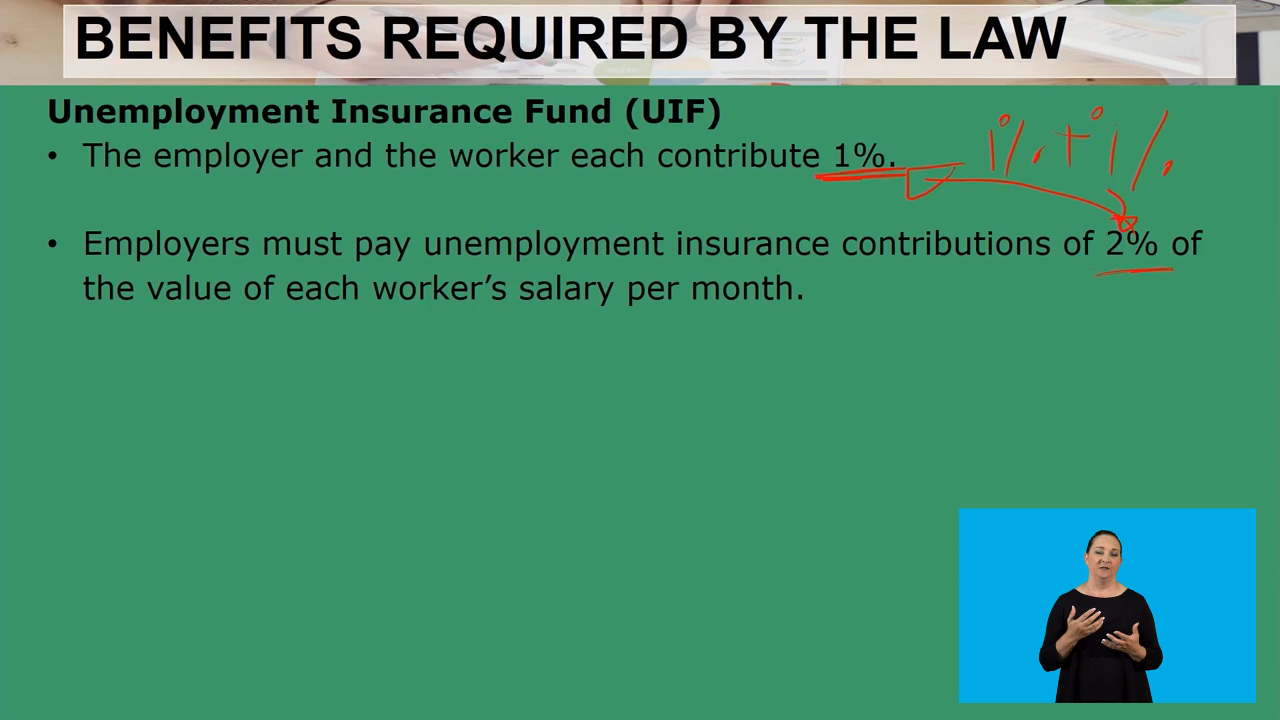 BENEFITS REQUIRED BY THE LAW
Unemployment Insurance Fund (UIF)
• The employer and the worker each contribute 1%.
1% + 1%
• Employers must pay unemployment insurance contributions of 2% of
the value of each worker’s salary per month.